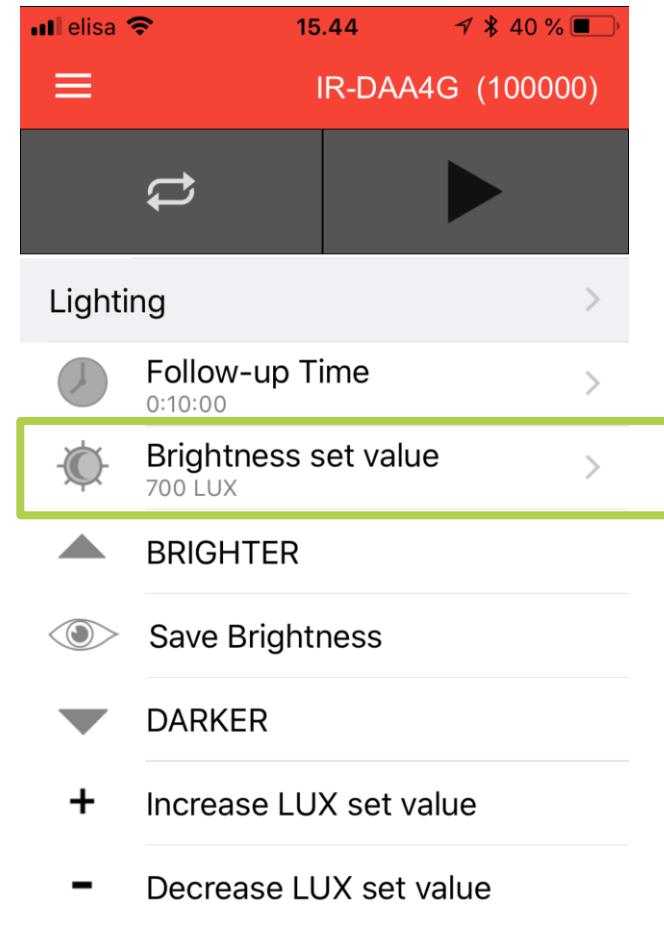 elisa 15.44 40 %
IR-DAA4G (100000)
Lighting
Follow-up Time
0:10:00
Brightness set value
700 LUX
BRIGHTER
Save Brightness
DARKER
+ Increase LUX set value
- Decrease LUX set value